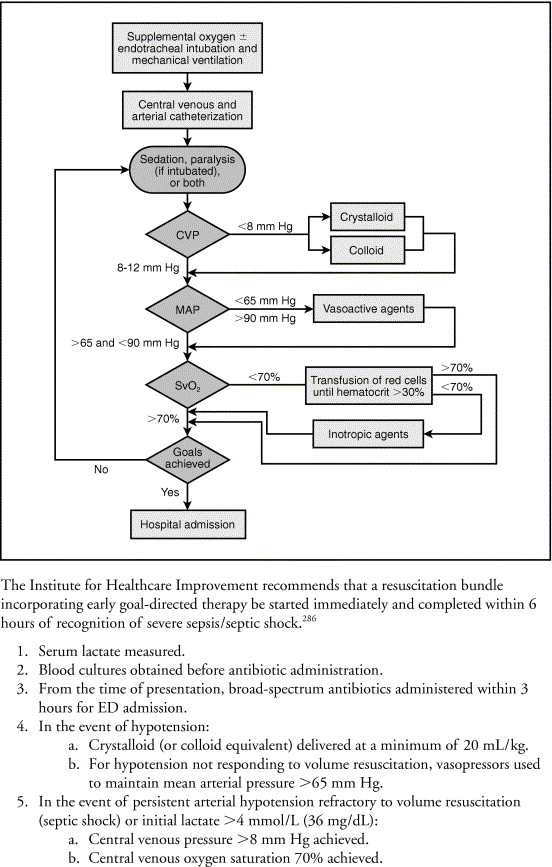 Supplemental oxygen ±
endotracheal intubation and
mechanical ventilation
Central venous and
arterial catheterization
Sedation, paralysis
(if intubated),
or both
CVP
<8 mm Hg
Crystalloid
Colloid
8-12 mm Hg
MAP
<65 mm Hg
>90 mm Hg
Vasoactive agents
>65 and <90 mm Hg
SvO₂
<70%
Transfusion of red cells
until hematocrit >30%
>70%
<70%
Inotropic agents
>70%
Goals
achieved
No
Yes
Hospital admission
The Institute for Healthcare Improvement recommends that a resuscitation bundle
incorporating early goal-directed therapy be started immediately and completed within 6
hours of recognition of severe sepsis/septic shock.²⁸⁶
1. Serum lactate measured.
2. Blood cultures obtained before antibiotic administration.
3. From the time of presentation, broad-spectrum antibiotics administered within 3
hours for ED admission.
4. In the event of hypotension:
a. Crystalloid (or colloid equivalent) delivered at a minimum of 20 mL/kg.
b. For hypotension not responding to volume resuscitation, vasopressors used
to maintain mean arterial pressure >65 mm Hg.
5. In the event of persistent arterial hypotension refractory to volume resuscitation
(septic shock) or initial lactate >4 mmol/L (36 mg/dL):
a. Central venous pressure >8 mm Hg achieved.
b. Central venous oxygen saturation 70% achieved.